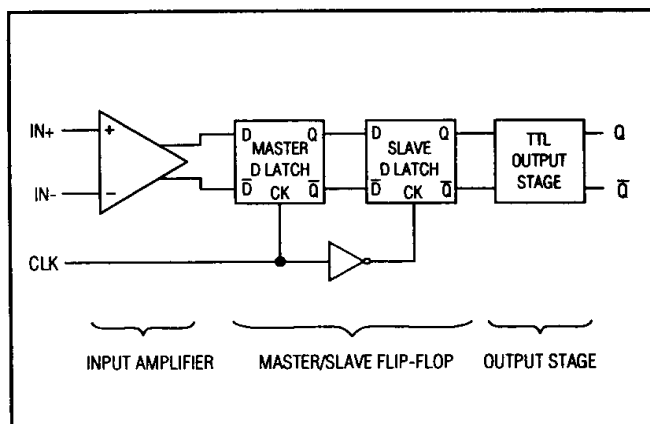 IN+
IN-
CLK
+
−
D Q
MASTER
D LATCH
D̅ CK Q̅
D Q
SLAVE
D LATCH
D̅ CK Q̅
TTL
OUTPUT
STAGE
Q
Q̅
INPUT AMPLIFIER
MASTER/SLAVE FLIP-FLOP
OUTPUT STAGE